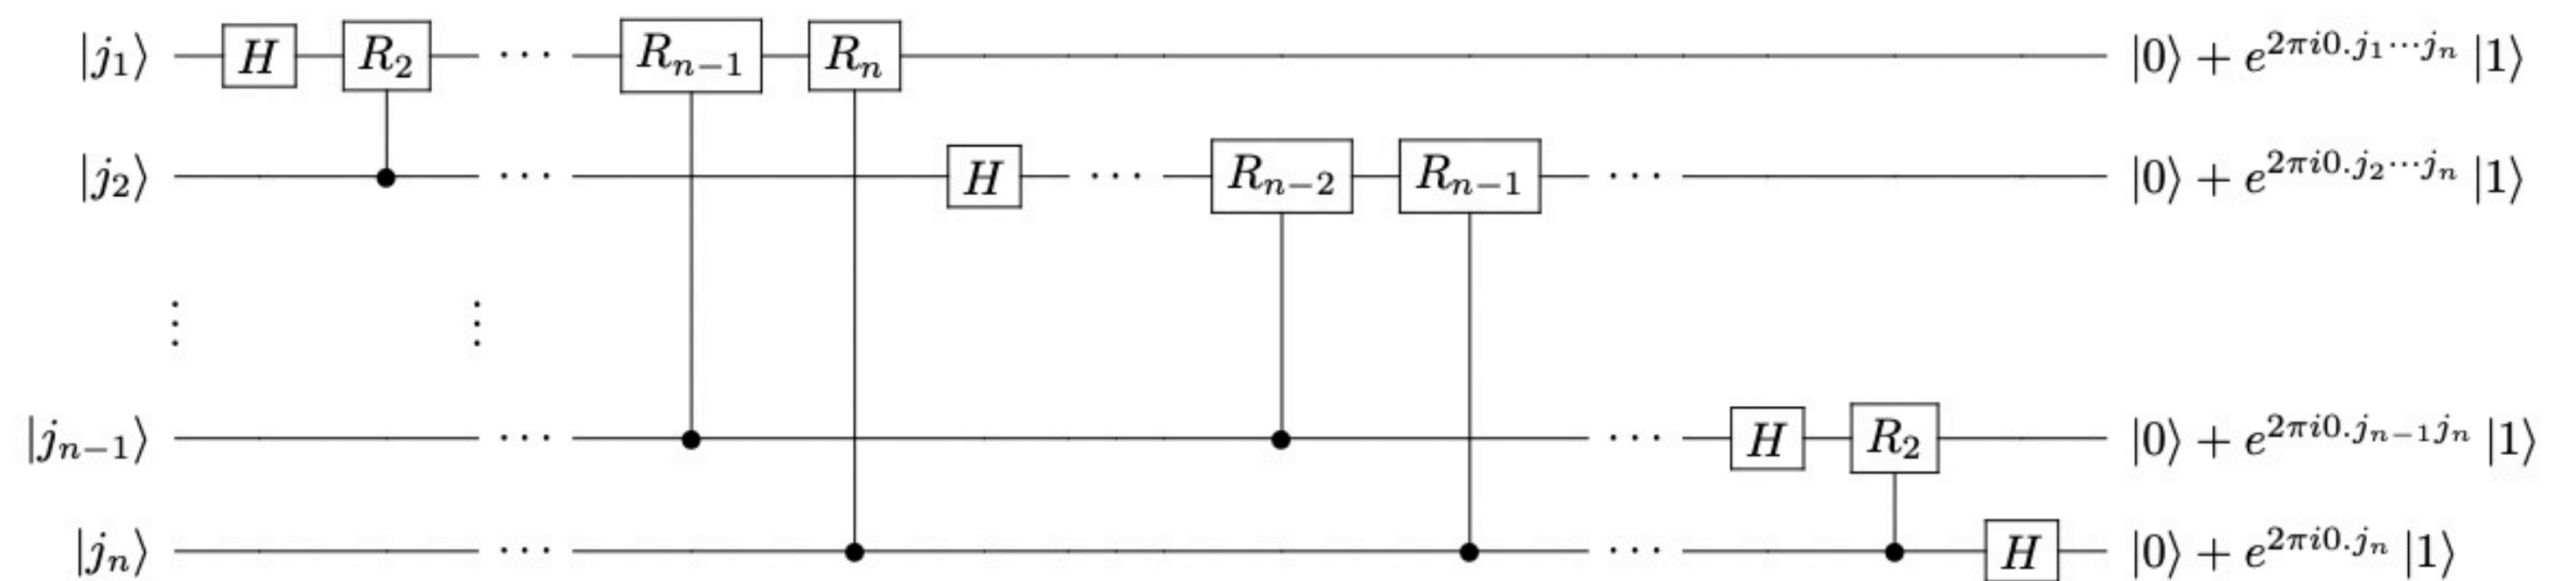 |j₁⟩ H R₂ ··· Rₙ₋₁ Rₙ |0⟩ + e^{2πi0.j₁···jₙ} |1⟩
|j₂⟩ ··· H ··· Rₙ₋₂ Rₙ₋₁ ··· |0⟩ + e^{2πi0.j₂···jₙ} |1⟩
⋮ ⋮
|jₙ₋₁⟩ ··· ··· H R₂ |0⟩ + e^{2πi0.jₙ₋₁jₙ} |1⟩
|jₙ⟩ ··· ··· H |0⟩ + e^{2πi0.jₙ} |1⟩